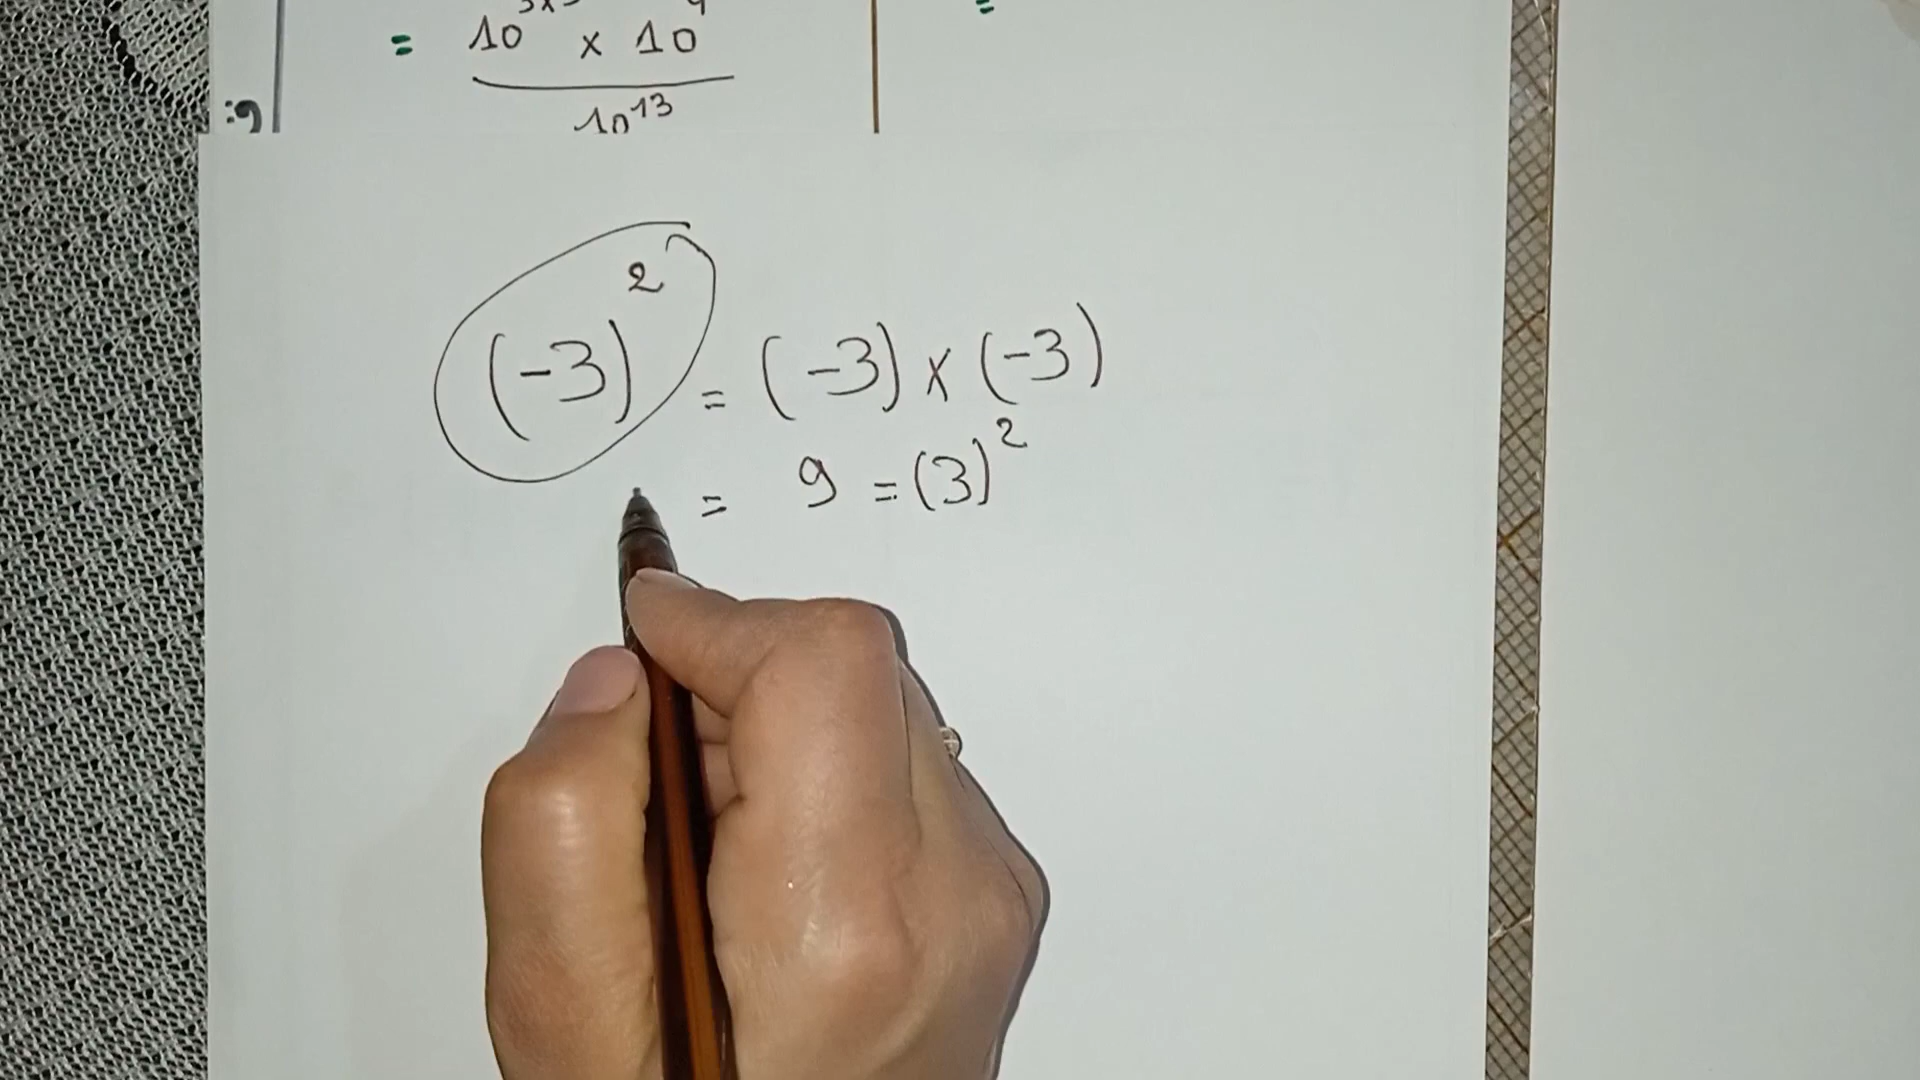 = 10 x 10
10¹³
(-3)² = (-3) x (-3)
= 9 = (3)²